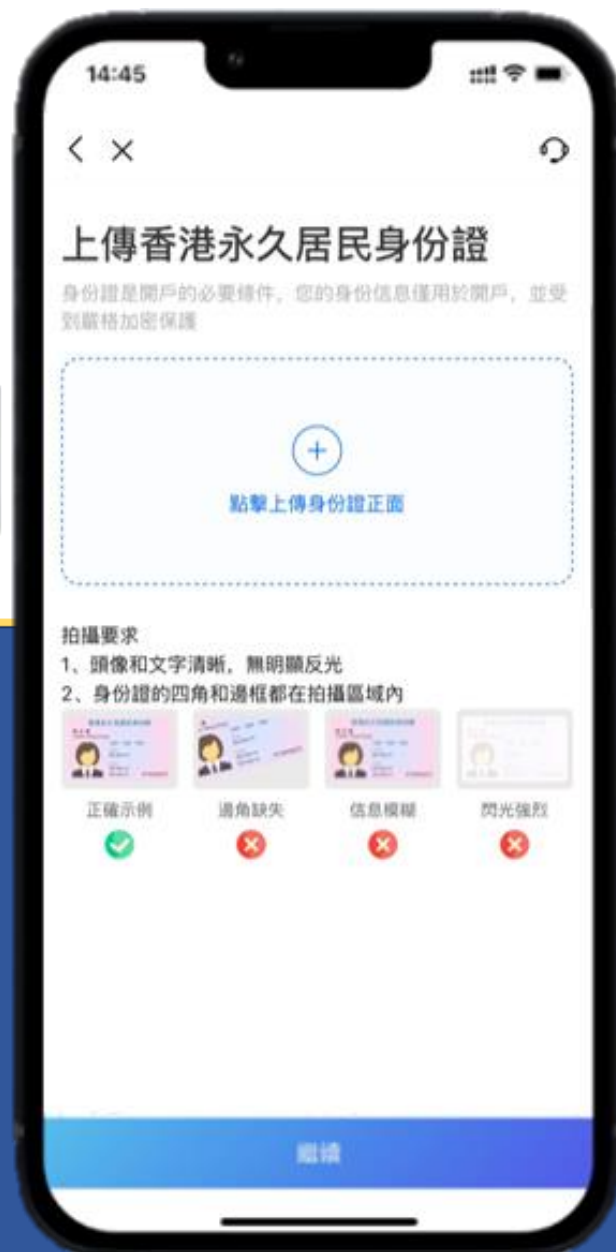 14:45
上傳香港永久居民身份證
身份證是開戶的必要條件，您的身份信息僅用於開戶，並受
到嚴格加密保護
點擊上傳身份證正面
拍攝要求
1、頭像和文字清晰，無明顯反光
2、身份證的四角和邊框都在拍攝區域內
正確示例
邊角缺失
信息模糊
閃光強烈
繼續